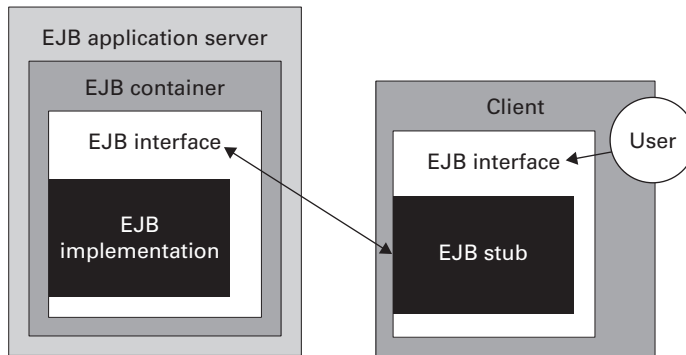 EJB application server
EJB container
EJB interface
EJB
implementation
Client
User
EJB interface
EJB stub